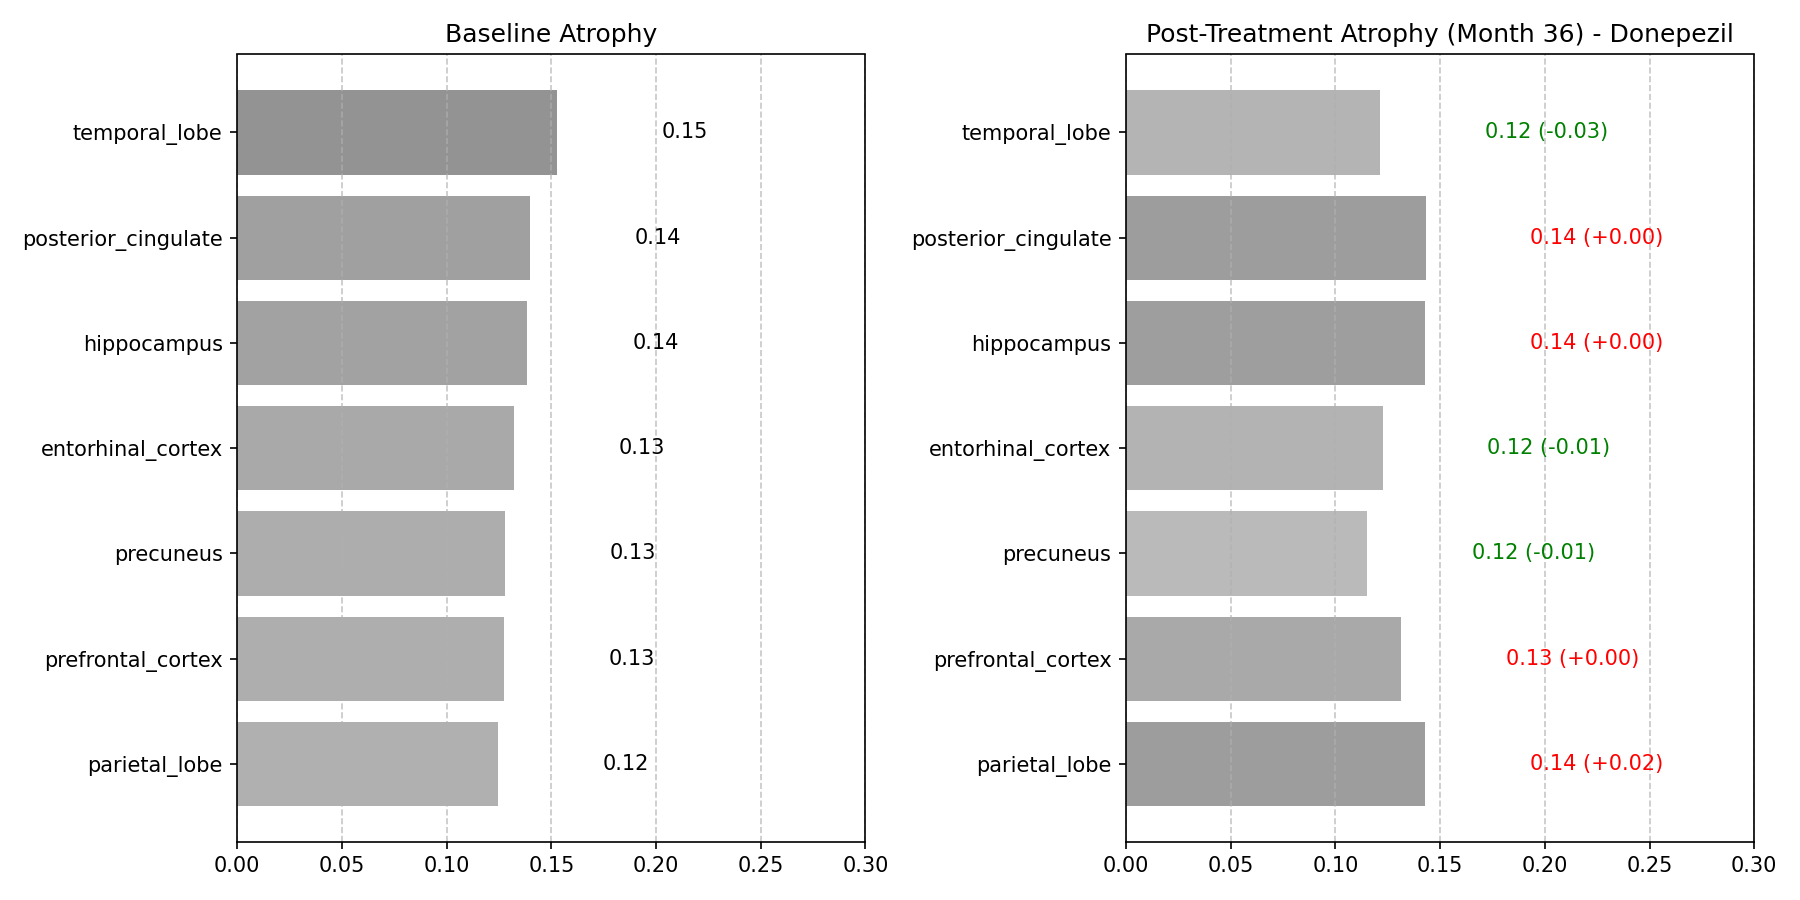 Baseline Atrophy
temporal_lobe 0.15
posterior_cingulate 0.14
hippocampus 0.14
entorhinal_cortex 0.13
precuneus 0.13
prefrontal_cortex 0.13
parietal_lobe 0.12
0.00 0.05 0.10 0.15 0.20 0.25 0.30
Post-Treatment Atrophy (Month 36) - Donepezil
temporal_lobe 0.12 (-0.03)
posterior_cingulate 0.14 (+0.00)
hippocampus 0.14 (+0.00)
entorhinal_cortex 0.12 (-0.01)
precuneus 0.12 (-0.01)
prefrontal_cortex 0.13 (+0.00)
parietal_lobe 0.14 (+0.02)
0.00 0.05 0.10 0.15 0.20 0.25 0.30